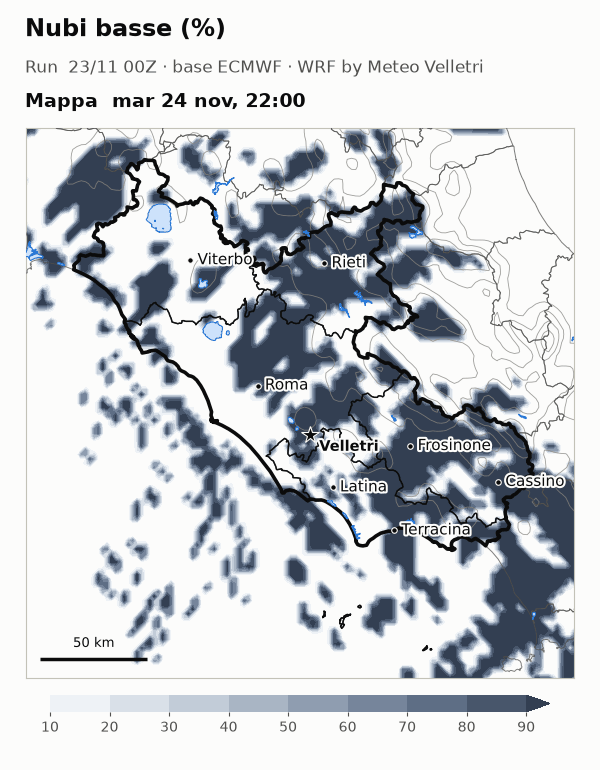 Nubi basse (%)
Run  23/11 00Z · base ECMWF · WRF by Meteo Velletri
Mappa  mar 24 nov, 22:00
Viterbo
Rieti
Roma
Velletri
Frosinone
Cassino
Latina
Terracina
50 km
10 20 30 40 50 60 70 80 90